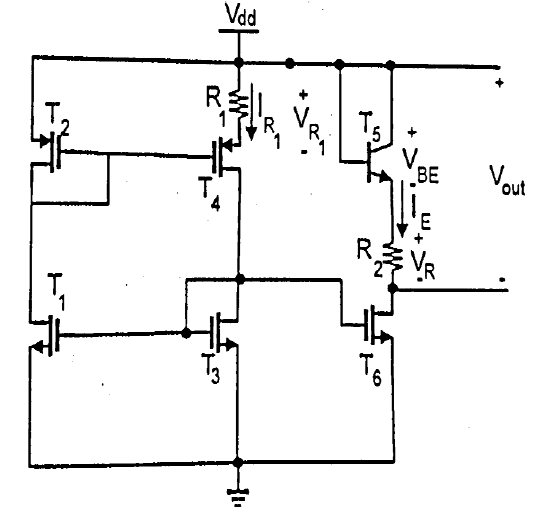 Vdd
T2
R1
IR1
+
VR1
-
T5
+
VBE
-
+
Vout
-
T4
IE
R2
+
VR
-
T1
T3
T6